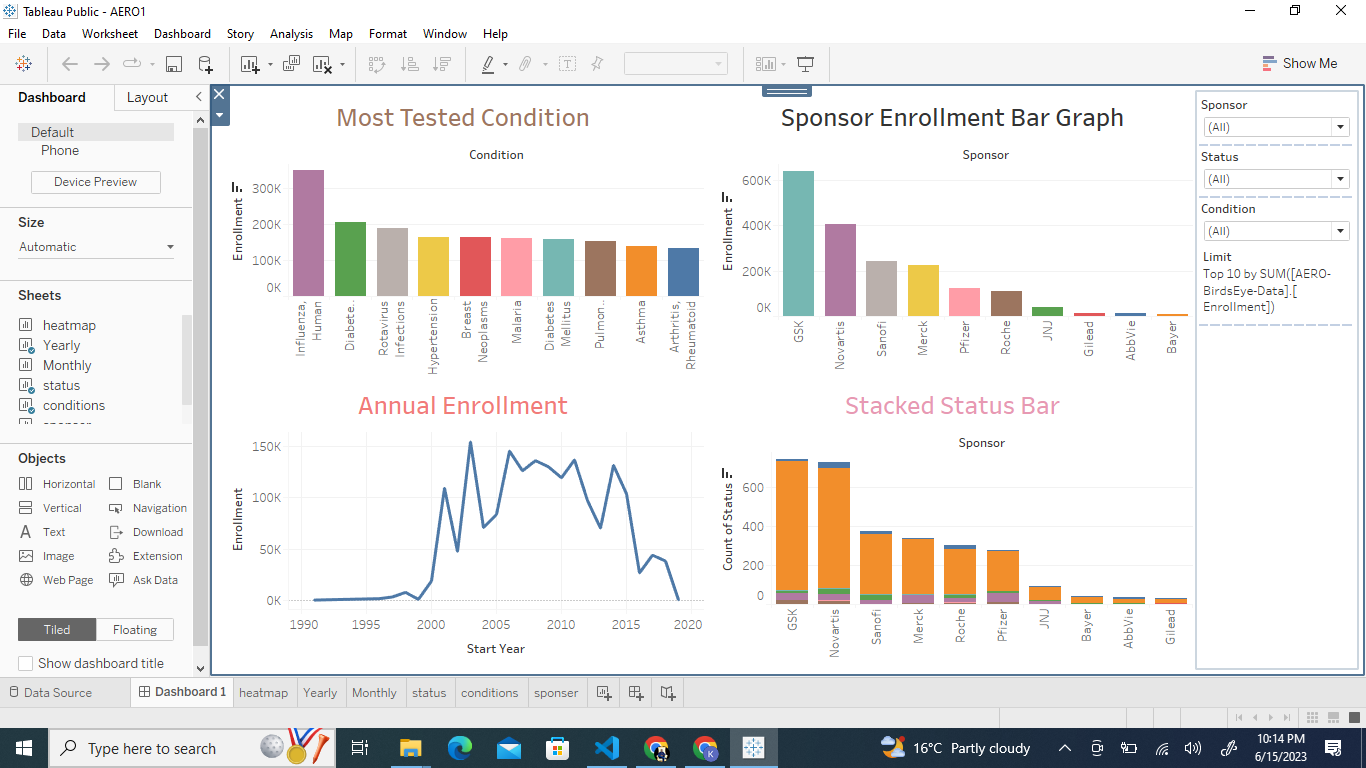 Tableau Public - AERO1
File Data Worksheet Dashboard Story Analysis Map Format Window Help
Show Me
Dashboard Layout
Default
Phone
Device Preview
Size
Automatic
Sheets
heatmap
Yearly
Monthly
status
conditions
Objects
Horizontal Blank
Vertical Navigation
Text Download
Image Extension
Web Page Ask Data
Tiled Floating
Show dashboard title
Most Tested Condition
Condition
Enrollment
300K
200K
100K
0K
Influenza, Human
Diabete..
Rotavirus Infections
Hypertension
Breast Neoplasms
Malaria
Diabetes Mellitus
Pulmon..
Asthma
Arthritis, Rheumatoid
Sponsor Enrollment Bar Graph
Sponsor
Enrollment
600K
400K
200K
0K
GSK
Novartis
Sanofi
Merck
Pfizer
Roche
JNJ
Gilead
AbbVie
Bayer
Annual Enrollment
Enrollment
150K
100K
50K
0K
1990 1995 2000 2005 2010 2015 2020
Start Year
Stacked Status Bar
Sponsor
Count of Status
600
400
200
0
GSK
Novartis
Sanofi
Merck
Roche
Pfizer
JNJ
Bayer
AbbVie
Gilead
Sponsor
(All)
Status
(All)
Condition
(All)
Limit
Top 10 by SUM([AERO-
BirdsEye-Data].[
Enrollment])
Data Source Dashboard 1 heatmap Yearly Monthly status conditions sponser
Type here to search
16°C Partly cloudy
10:14 PM
6/15/2023